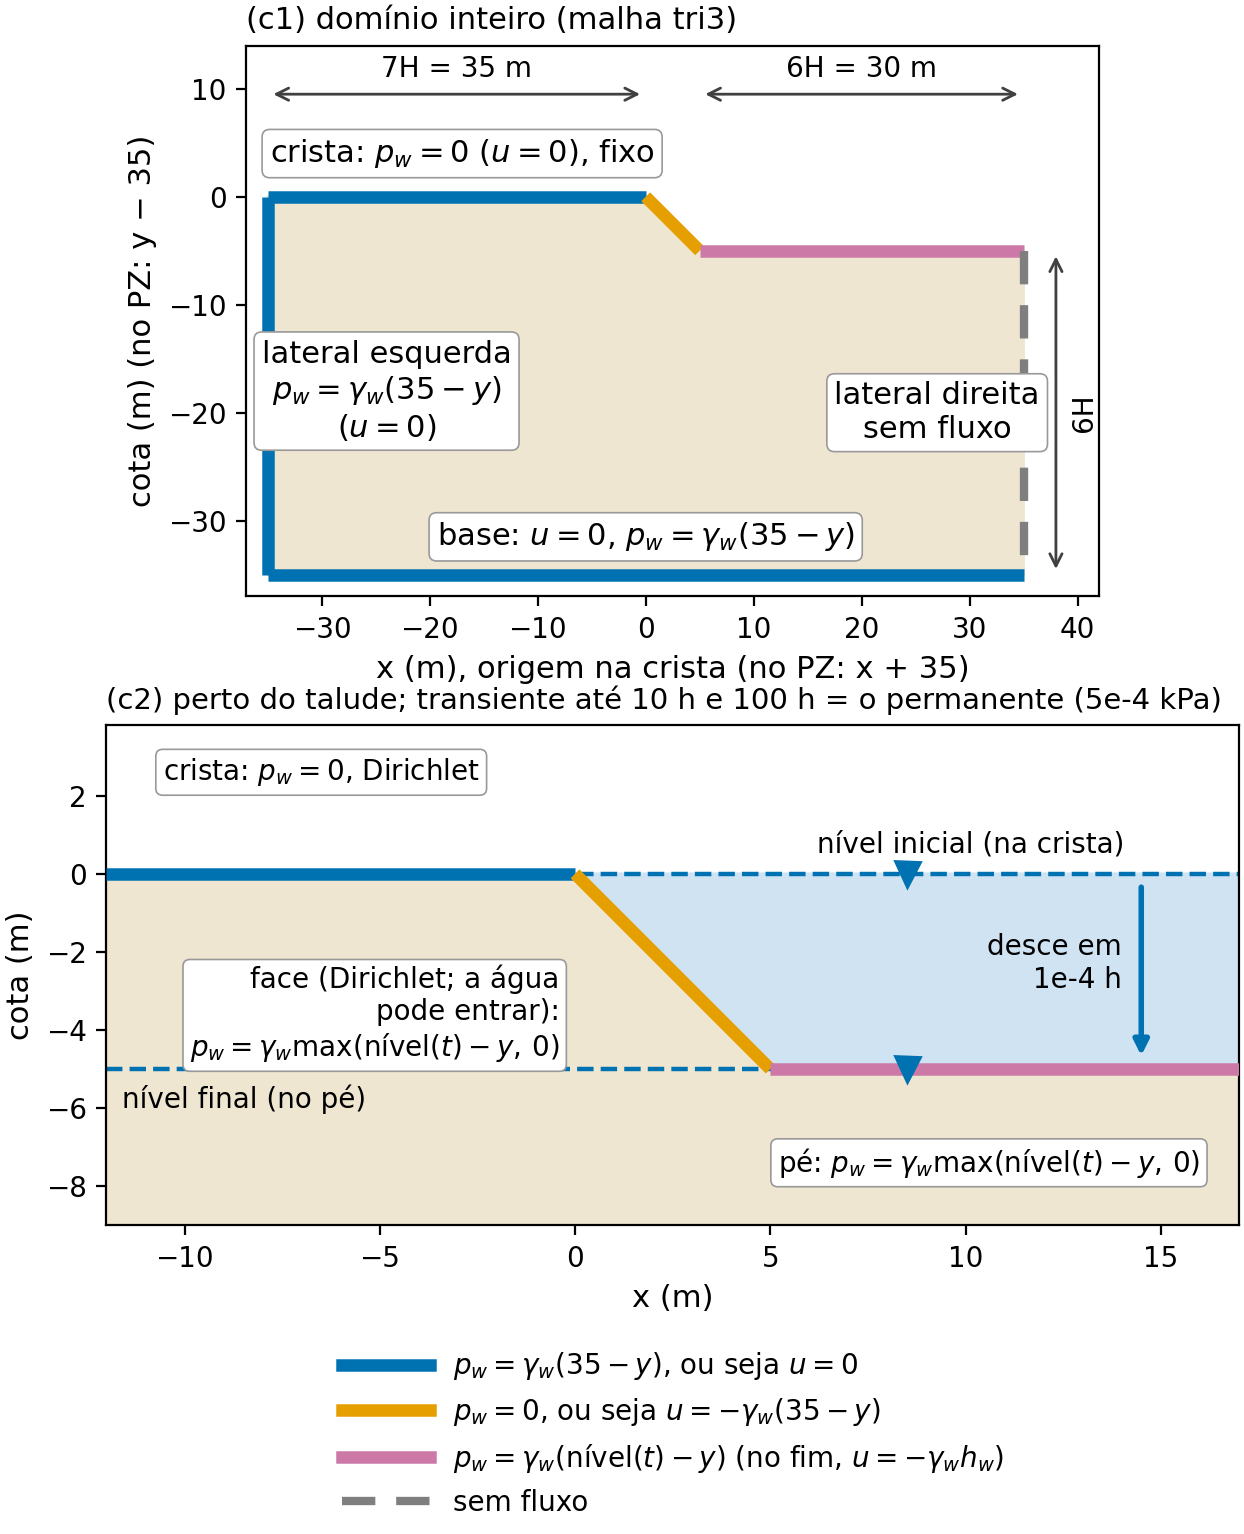 (c1) domínio inteiro (malha tri3)
7H = 35 m
6H = 30 m
crista: p_w = 0 (u = 0), fixo
lateral esquerda
p_w = γ_w(35 − y)
(u = 0)
lateral direita
sem fluxo
6H
base: u = 0, p_w = γ_w(35 − y)
10
0
−10
−20
−30
cota (m) (no PZ: y − 35)
−30 −20 −10 0 10 20 30 40
x (m), origem na crista (no PZ: x + 35)
(c2) perto do talude; transiente até 10 h e 100 h = o permanente (5e-4 kPa)
crista: p_w = 0, Dirichlet
nível inicial (na crista)
desce em
1e-4 h
face (Dirichlet; a água
pode entrar):
p_w = γ_w max(nível(t) − y, 0)
nível final (no pé)
pé: p_w = γ_w max(nível(t) − y, 0)
2
0
−2
−4
−6
−8
cota (m)
−10 −5 0 5 10 15
x (m)
p_w = γ_w(35 − y), ou seja u = 0
p_w = 0, ou seja u = −γ_w(35 − y)
p_w = γ_w(nível(t) − y) (no fim, u = −γ_w h_w)
sem fluxo